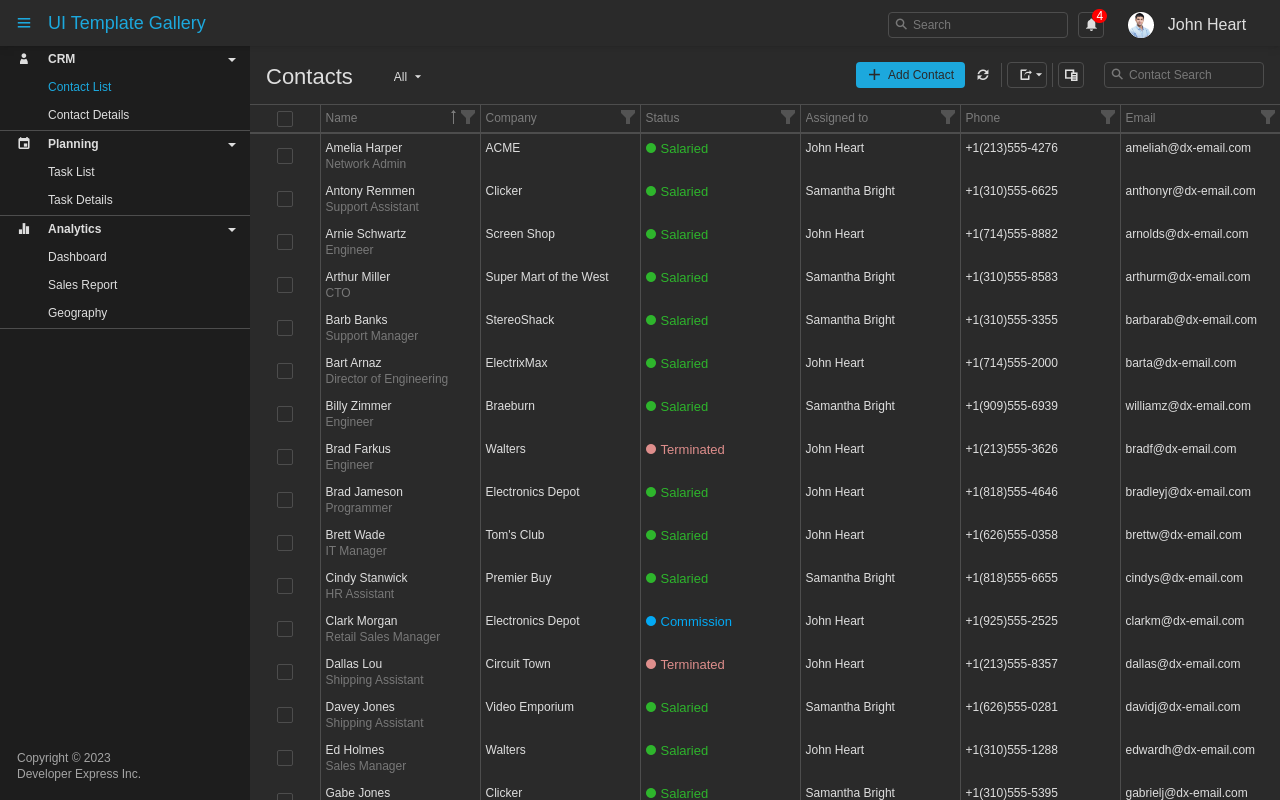 UI Template Gallery
Search
4
John Heart
CRM
Contact List
Contact Details
Planning
Task List
Task Details
Analytics
Dashboard
Sales Report
Geography
Copyright © 2023
Developer Express Inc.
Contacts
All
Add Contact
Contact Search
Name Company Status Assigned to Phone Email
Amelia Harper ACME Salaried John Heart +1(213)555-4276 ameliah@dx-email.com
Network Admin
Antony Remmen Clicker Salaried Samantha Bright +1(310)555-6625 anthonyr@dx-email.com
Support Assistant
Arnie Schwartz Screen Shop Salaried John Heart +1(714)555-8882 arnolds@dx-email.com
Engineer
Arthur Miller Super Mart of the West Salaried Samantha Bright +1(310)555-8583 arthurm@dx-email.com
CTO
Barb Banks StereoShack Salaried Samantha Bright +1(310)555-3355 barbarab@dx-email.com
Support Manager
Bart Arnaz ElectrixMax Salaried John Heart +1(714)555-2000 barta@dx-email.com
Director of Engineering
Billy Zimmer Braeburn Salaried Samantha Bright +1(909)555-6939 williamz@dx-email.com
Engineer
Brad Farkus Walters Terminated John Heart +1(213)555-3626 bradf@dx-email.com
Engineer
Brad Jameson Electronics Depot Salaried John Heart +1(818)555-4646 bradleyj@dx-email.com
Programmer
Brett Wade Tom's Club Salaried John Heart +1(626)555-0358 brettw@dx-email.com
IT Manager
Cindy Stanwick Premier Buy Salaried Samantha Bright +1(818)555-6655 cindys@dx-email.com
HR Assistant
Clark Morgan Electronics Depot Commission John Heart +1(925)555-2525 clarkm@dx-email.com
Retail Sales Manager
Dallas Lou Circuit Town Terminated John Heart +1(213)555-8357 dallas@dx-email.com
Shipping Assistant
Davey Jones Video Emporium Salaried Samantha Bright +1(626)555-0281 davidj@dx-email.com
Shipping Assistant
Ed Holmes Walters Salaried John Heart +1(310)555-1288 edwardh@dx-email.com
Sales Manager
Gabe Jones Clicker Salaried Samantha Bright +1(310)555-5395 gabrielj@dx-email.com